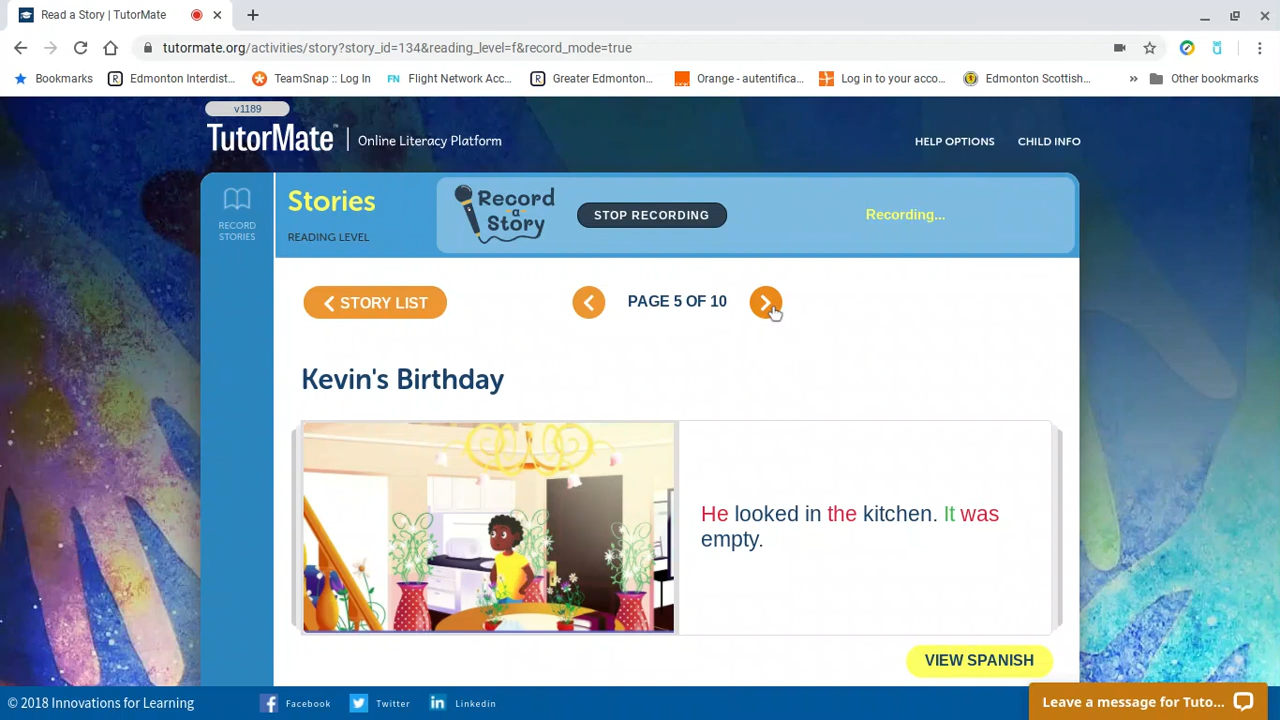 Read a Story | TutorMate
tutormate.org/activities/story?story_id=134&reading_level=f&record_mode=true
Bookmarks
R Edmonton Interdist...
TeamSnap :: Log In
FN Flight Network Acc...
R Greater Edmonton...
Orange - autentifica...
Log in to your acco...
Edmonton Scottish...
»
Other bookmarks
v1189
TutorMate | Online Literacy Platform
HELP OPTIONS
CHILD INFO
RECORD
STORIES
Stories
READING LEVEL
Record
a
Story
STOP RECORDING
Recording...
STORY LIST
PAGE 5 OF 10
Kevin's Birthday
He looked in the kitchen. It was
empty.
VIEW SPANISH
© 2018 Innovations for Learning
Facebook
Twitter
Linkedin
Leave a message for Tuto...